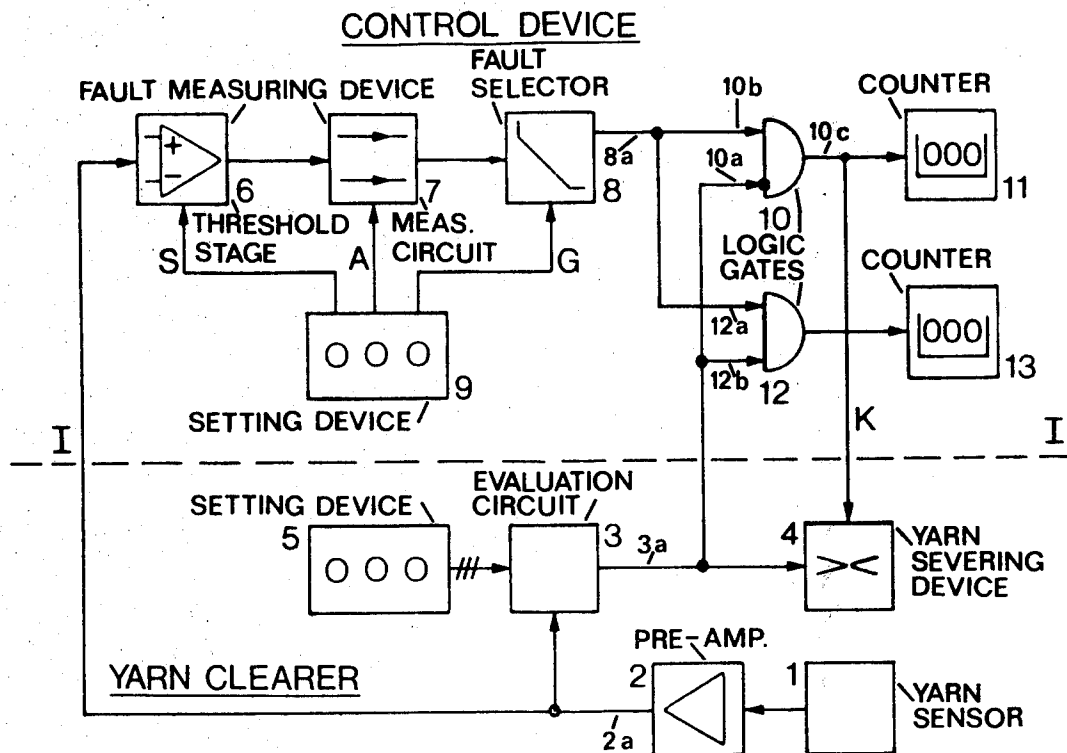 CONTROL DEVICE
FAULT MEASURING DEVICE
FAULT
SELECTOR
COUNTER
10b
10c
8a
10a
+
−
000
6
7
8
10
11
THRESHOLD
STAGE
MEAS.
CIRCUIT
LOGIC
GATES
S
A
G
COUNTER
12a
000
O O O
12b
12
13
9
SETTING DEVICE
K
I
I
EVALUATION
CIRCUIT
SETTING DEVICE
5
3
3a
4
O O O
><
YARN
SEVERING
DEVICE
PRE-AMP.
YARN CLEARER
2
1
2a
YARN
SENSOR